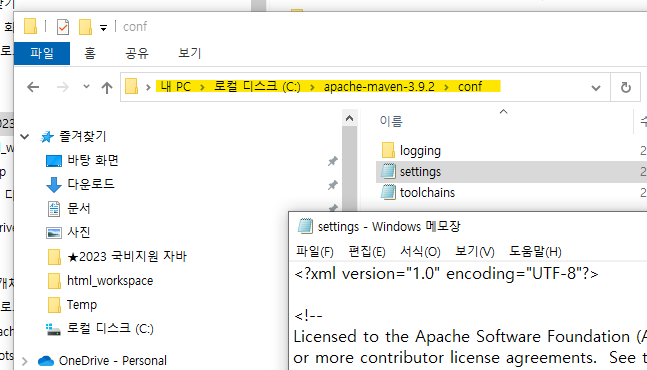 conf
파일
홈
공유
보기
내 PC
로컬 디스크 (C:)
apache-maven-3.9.2
conf
즐겨찾기
바탕 화면
다운로드
문서
사진
★2023 국비지원 자바
html_workspace
Temp
로컬 디스크 (C:)
OneDrive - Personal
이름
logging
settings
toolchains
settings - Windows 메모장
파일(F) 편집(E) 서식(O) 보기(V) 도움말(H)
<?xml version="1.0" encoding="UTF-8"?>
<!--
Licensed to the Apache Software Foundation (A
or more contributor license agreements.  See t